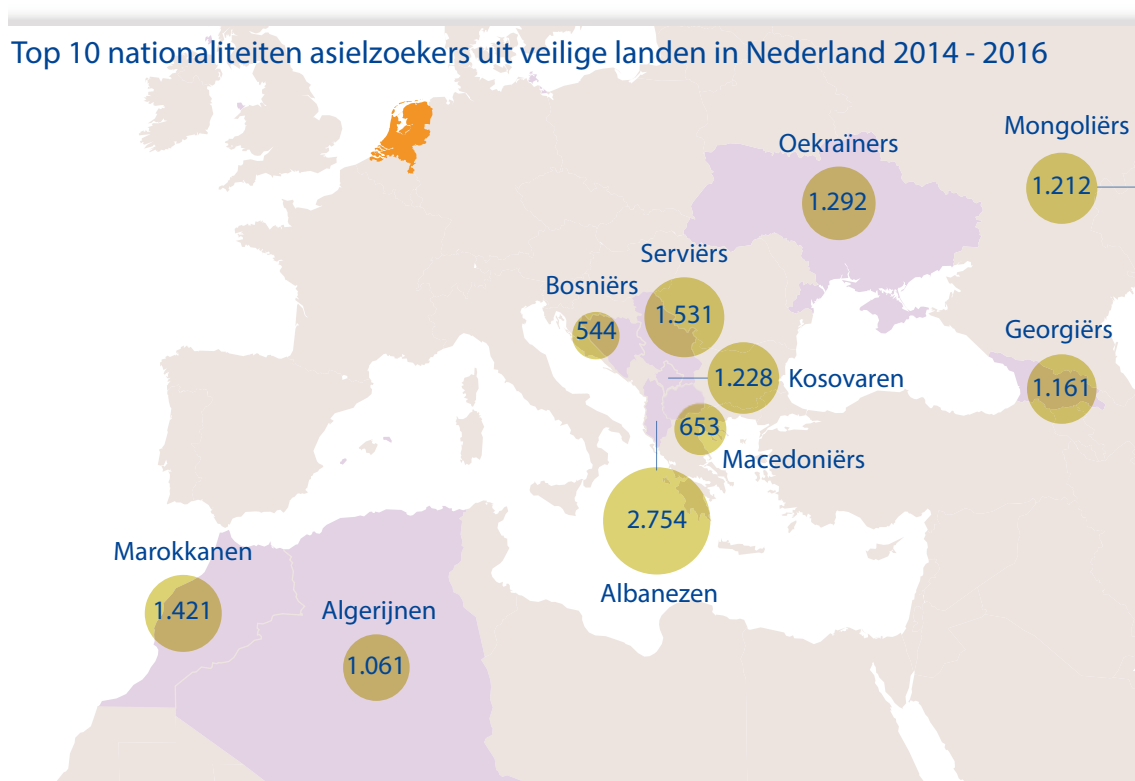 Top 10 nationaliteiten asielzoekers uit veilige landen in Nederland 2014 - 2016
Mongoliërs
1.212
Oekraïners
1.292
Serviërs
1.531
Bosniërs
544
Georgiërs
1.161
1.228
Kosovaren
653
Macedoniërs
2.754
Albanezen
Marokkanen
1.421
Algerijnen
1.061